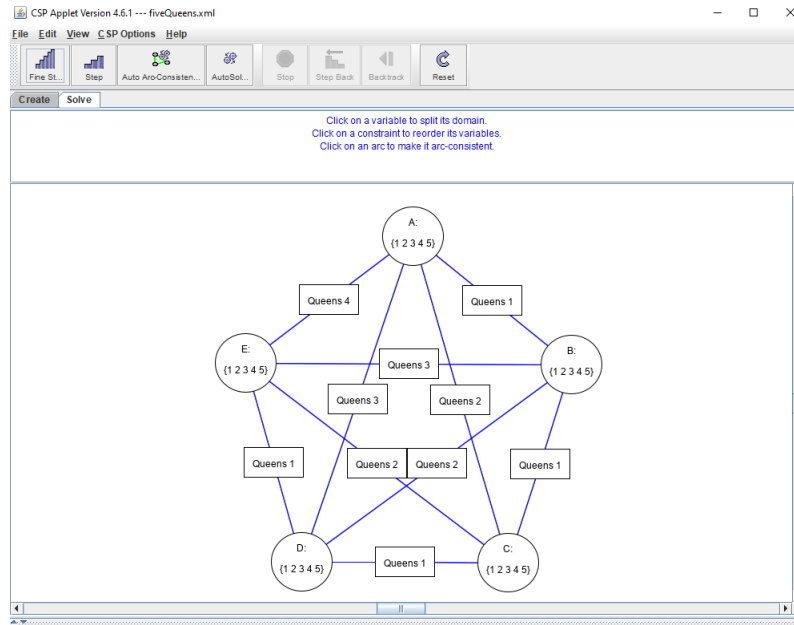 CSP Applet Version 4.6.1 --- fiveQueens.xml
File Edit View CSP Options Help
Fine St... Step Auto Arc-Consisten... AutoSol... Stop Step Back Backtrack Reset
Create Solve
Click on a variable to split its domain.
Click on a constraint to reorder its variables.
Click on an arc to make it arc-consistent.
A:
{1 2 3 4 5}
Queens 4
Queens 1
E:
{1 2 3 4 5}
Queens 3
B:
{1 2 3 4 5}
Queens 3
Queens 2
Queens 1
Queens 2
Queens 2
Queens 1
D:
{1 2 3 4 5}
Queens 1
C:
{1 2 3 4 5}